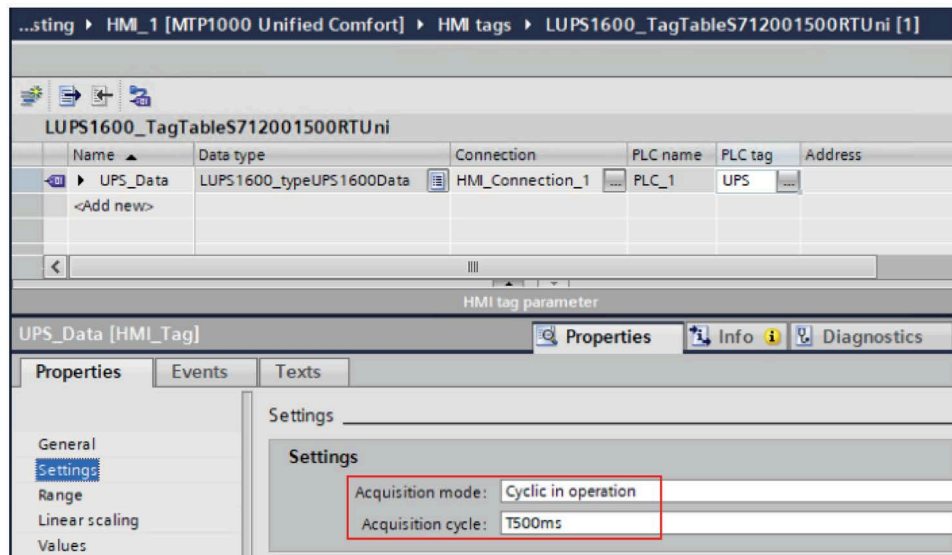 ...sting ▸ HMI_1 [MTP1000 Unified Comfort] ▸ HMI tags ▸ LUPS1600_TagTableS712001500RTUni [1]
LUPS1600_TagTableS712001500RTUni
Name Data type Connection PLC name PLC tag Address
UPS_Data LUPS1600_typeUPS1600Data HMI_Connection_1 ... PLC_1 UPS ...
<Add new>
HMI tag parameter
UPS_Data [HMI_Tag] Properties Info Diagnostics
Properties Events Texts
Settings
General
Settings
Settings
Range
Acquisition mode: Cyclic in operation
Linear scaling
Acquisition cycle: T500ms
Values